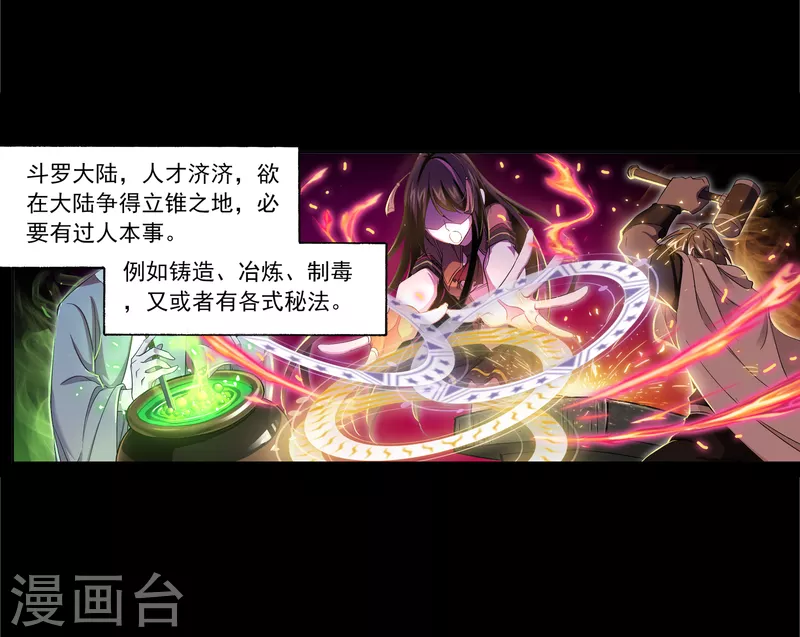 斗罗大陆，人才济济，欲
在大陆争得立锥之地，必
要有过人本事。
例如铸造、冶炼、制毒
，又或者有各式秘法。
漫画台